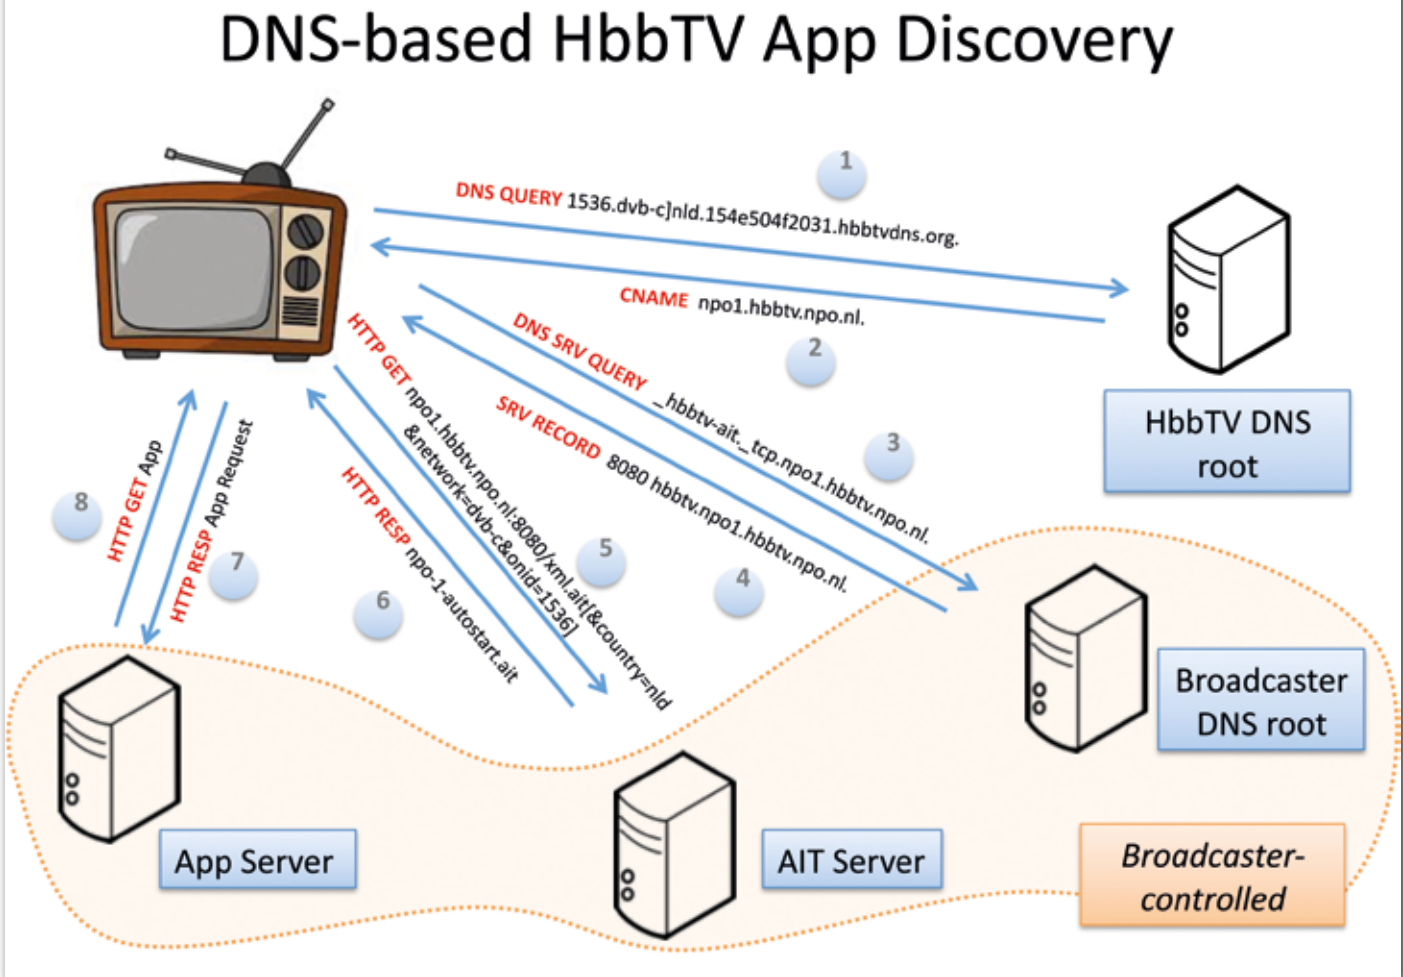 DNS-based HbbTV App Discovery
1
DNS QUERY 1536.dvb-c]nld.154e504f2031.hbbtvdns.org.
CNAME npo1.hbbtv.npo.nl.
2
DNS SRV QUERY _hbbtv-ait._tcp.npo1.hbbtv.npo.nl.
3
SRV RECORD 8080 hbbtv.npo1.hbbtv.npo.nl.
4
HTTP GET npo1.hbbtv.npo.nl:8080/xml.ait[&country=nld
&network=dvb-c&onid=1536]
5
HTTP RESP npo-1-autostart.ait
6
HTTP RESP App Request
7
HTTP GET App
8
HbbTV DNS
root
Broadcaster
DNS root
App Server
AIT Server
Broadcaster-
controlled